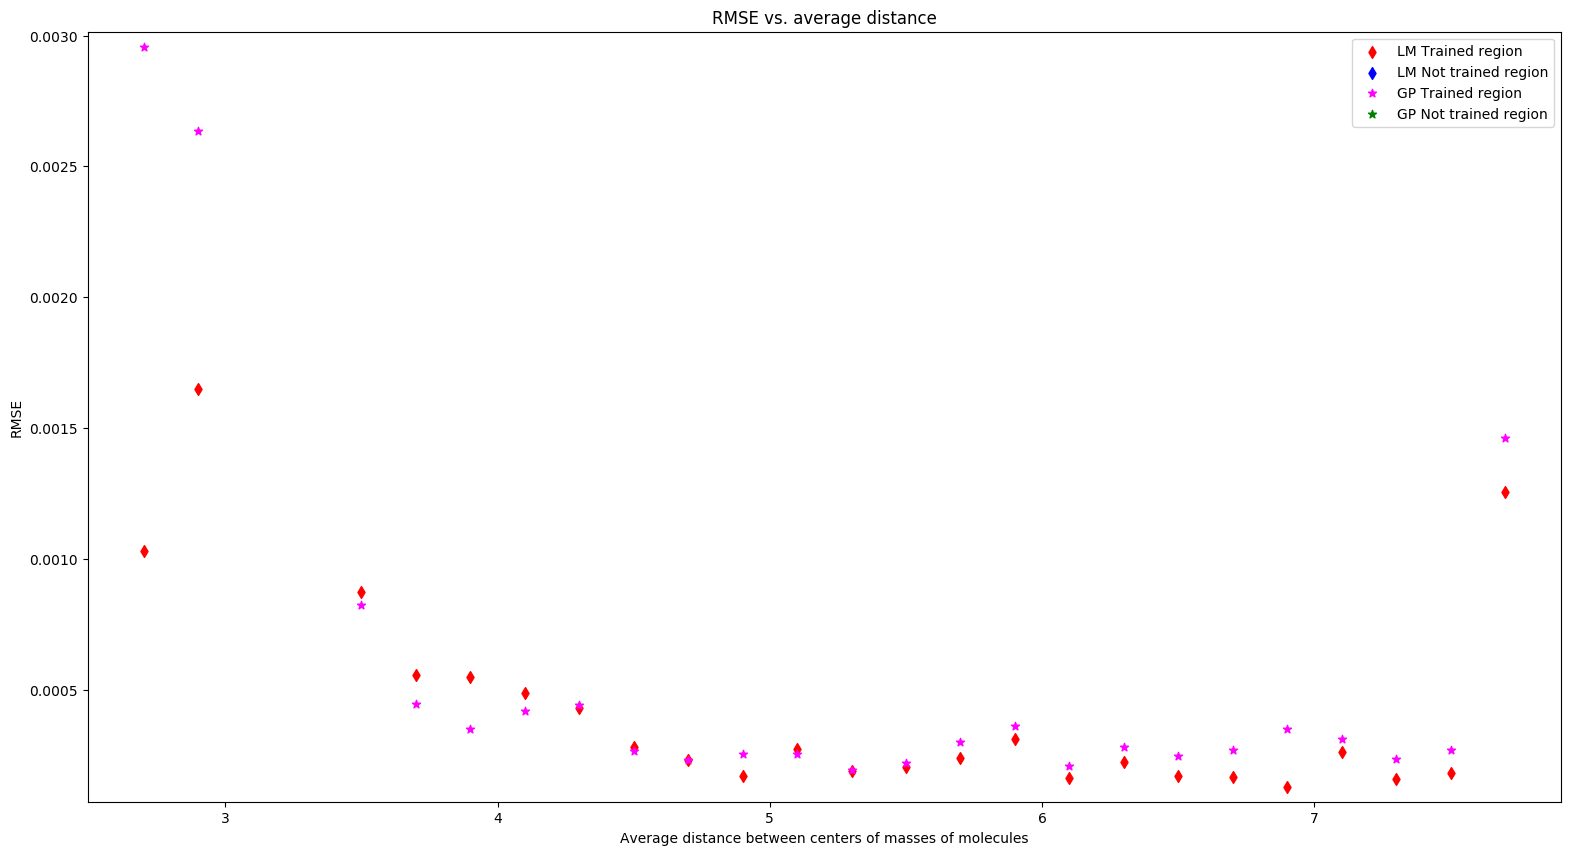 RMSE vs. average distance
LM Trained region
LM Not trained region
GP Trained region
GP Not trained region
0.0030
0.0025
0.0020
0.0015
0.0010
0.0005
RMSE
3 4 5 6 7
Average distance between centers of masses of molecules